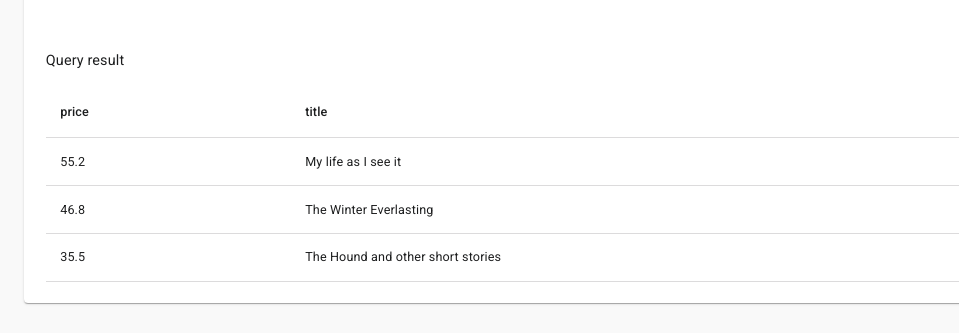 Query result
price title
55.2 My life as I see it
46.8 The Winter Everlasting
35.5 The Hound and other short stories